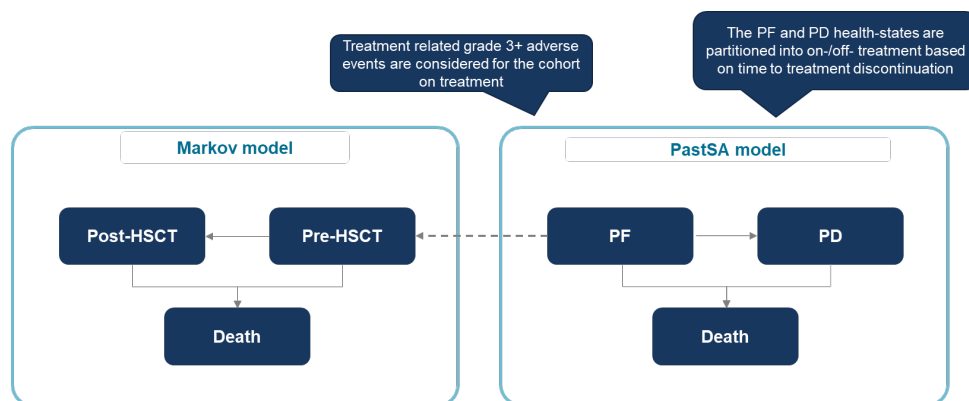 Treatment related grade 3+ adverse
events are considered for the cohort
on treatment
The PF and PD health-states are
partitioned into on-/off- treatment based
on time to treatment discontinuation
Markov model
PastSA model
Post-HSCT
Pre-HSCT
PF
PD
Death
Death